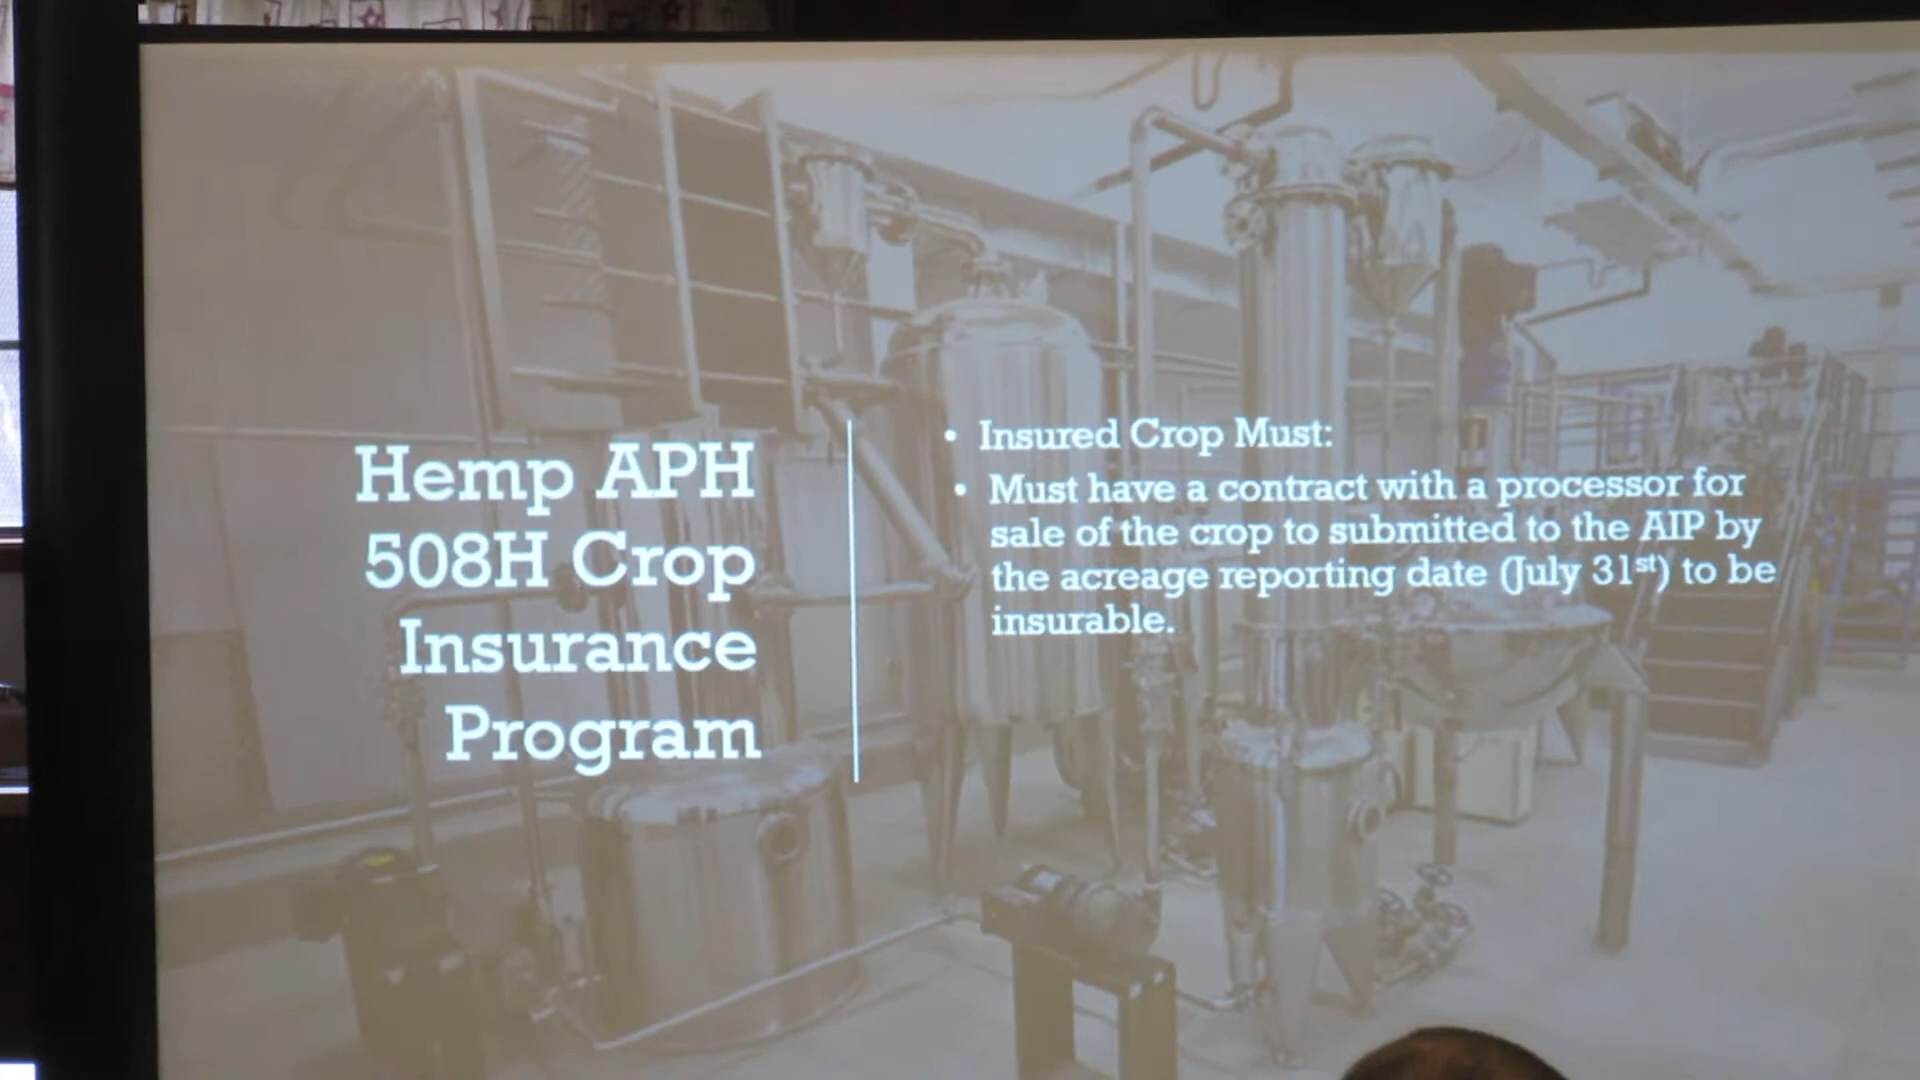 Hemp APH
508H Crop
Insurance
Program
• Insured Crop Must:
• Must have a contract with a processor for
sale of the crop to submitted to the AIP by
the acreage reporting date (July 31st) to be
insurable.